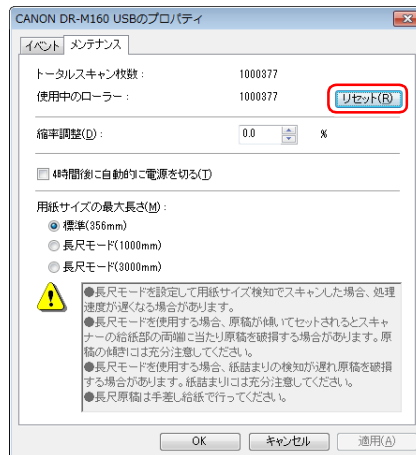 CANON DR-M160 USBのプロパティ
イベント メンテナンス
トータルスキャン枚数： 1000377
使用中のローラー： 1000377 リセット(R)
縮率調整(D)： 0.0 %
4時間後に自動的に電源を切る(T)
用紙サイズの最大長さ(M)：
標準(356mm)
長尺モード(1000mm)
長尺モード(3000mm)
●長尺モードを設定して用紙サイズ検知でスキャンした場合、処理
速度が遅くなる場合があります。
●長尺モードを使用する場合、原稿が傾いてセットされるとスキャ
ナーの給紙部の両端に当たり原稿を破損する場合があります。原
稿の傾きには充分注意してください。
●長尺モードを使用する場合、紙詰まりの検知が遅れ原稿を破損
する場合があります。紙詰まりには充分注意してください。
●長尺原稿は手差し給紙で行ってください。
OK キャンセル 適用(A)